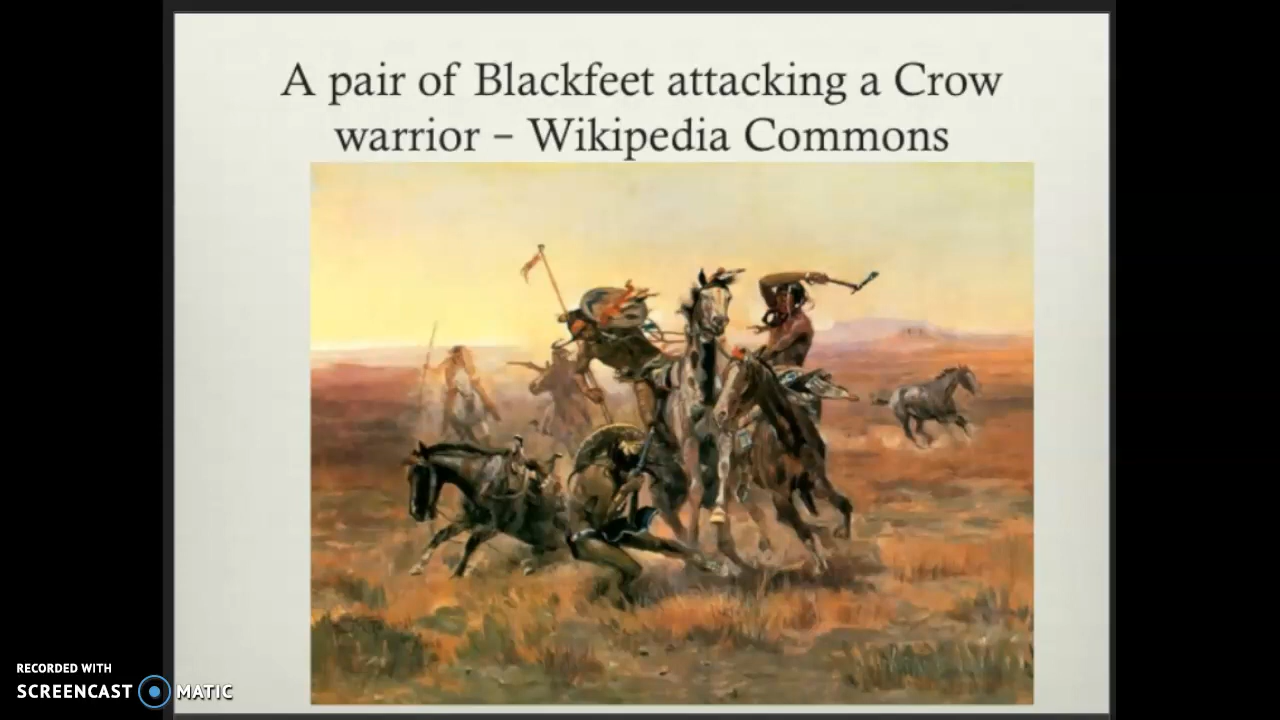 A pair of Blackfeet attacking a Crow
warrior – Wikipedia Commons
RECORDED WITH
SCREENCAST MATIC